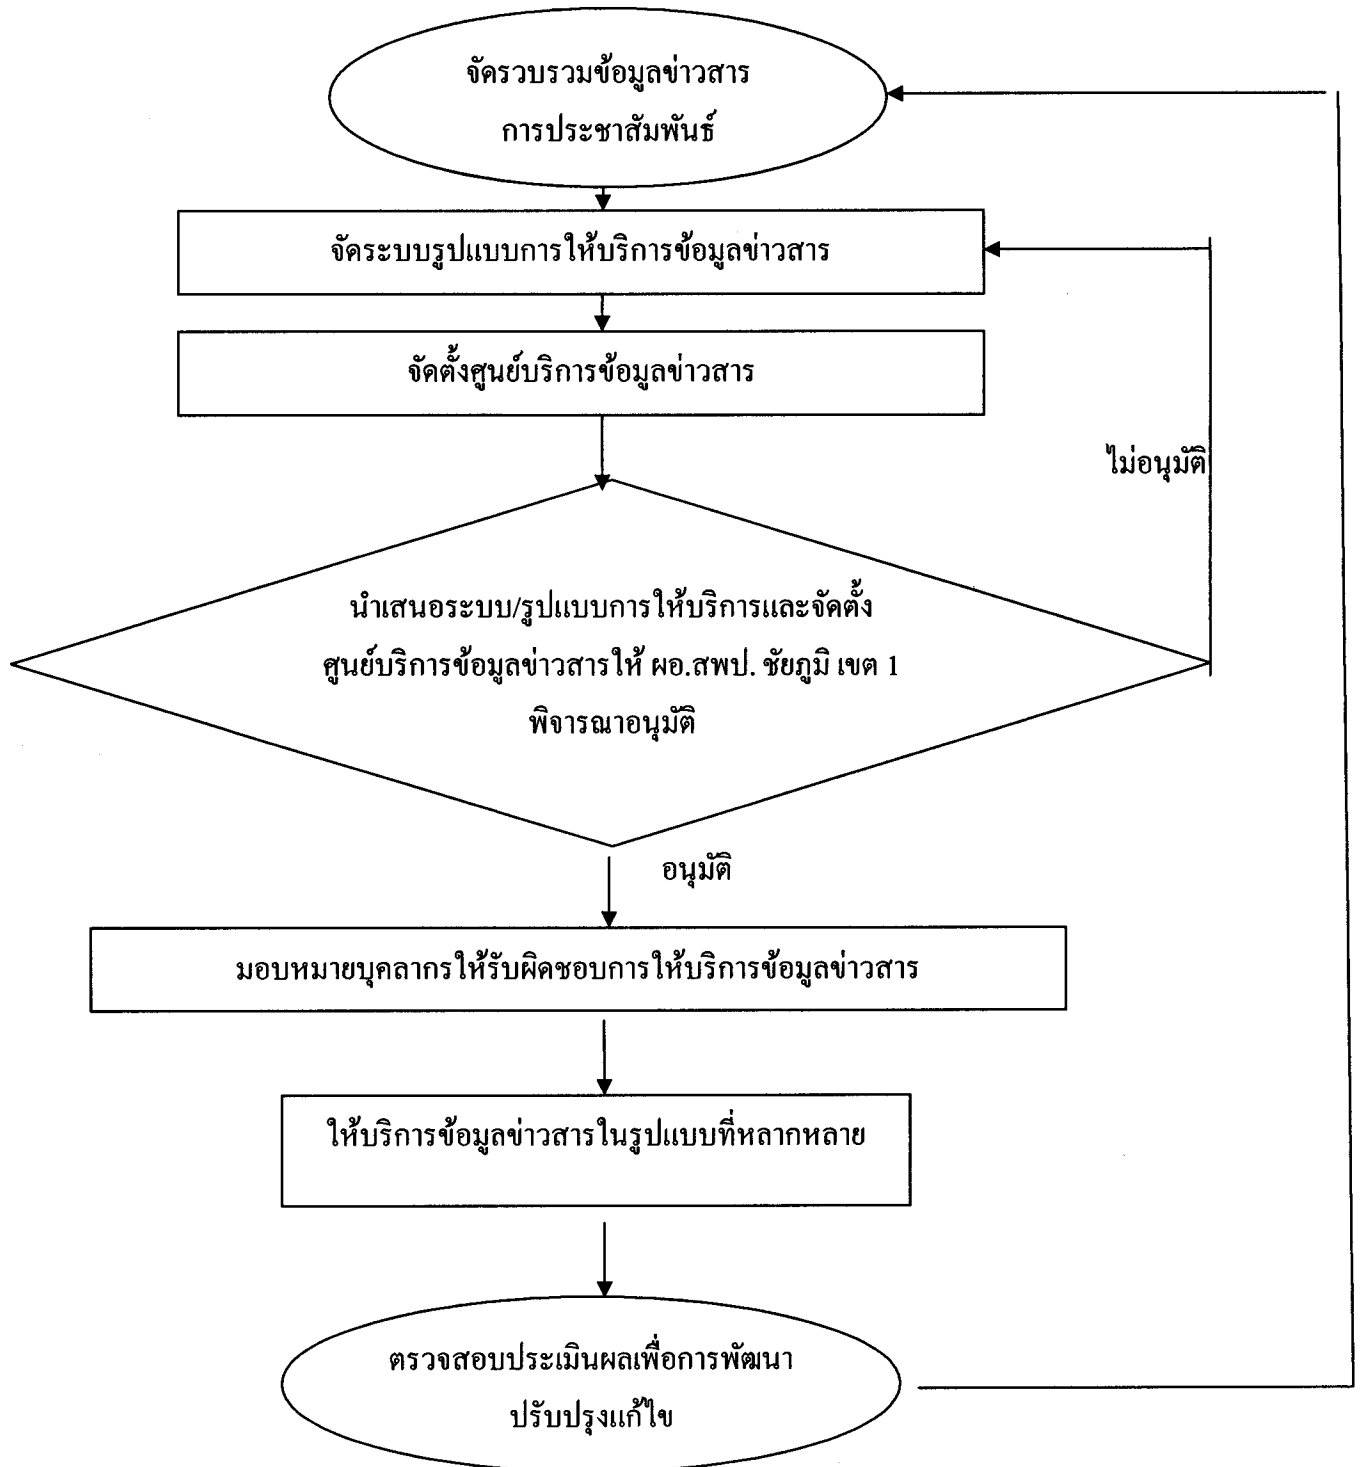 จัดรวบรวมข้อมูลข่าวสาร
การประชาสัมพันธ์
จัดระบบรูปแบบการให้บริการข้อมูลข่าวสาร
จัดตั้งศูนย์บริการข้อมูลข่าวสาร
ไม่อนุมัติ
นำเสนอระบบ/รูปแบบการให้บริการและจัดตั้ง
ศูนย์บริการข้อมูลข่าวสารให้ ผอ.สพป. ชัยภูมิ เขต 1
พิจารณาอนุมัติ
อนุมัติ
มอบหมายบุคลากรให้รับผิดชอบการให้บริการข้อมูลข่าวสาร
ให้บริการข้อมูลข่าวสารในรูปแบบที่หลากหลาย
ตรวจสอบประเมินผลเพื่อการพัฒนา
ปรับปรุงแก้ไข